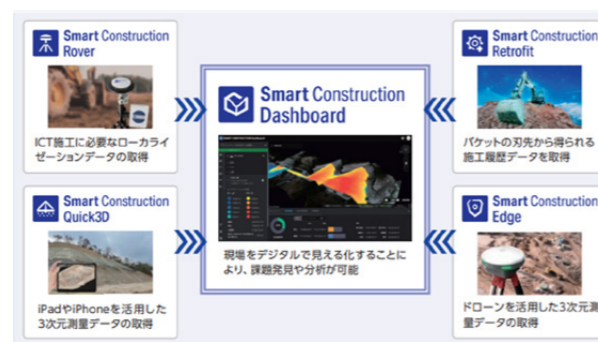 Smart Construction
Rover
ICT施工に必要なローカライ
ゼーションデータの取得
Smart Construction
Quick3D
iPadやiPhoneを活用した
3次元測量データの取得
Smart Construction
Dashboard
現場をデジタルで見える化することに
より、課題発見や分析が可能
Smart Construction
Retrofit
バケットの刃先から得られる
施工履歴データを取得
Smart Construction
Edge
ドローンを活用した3次元測
量データの取得